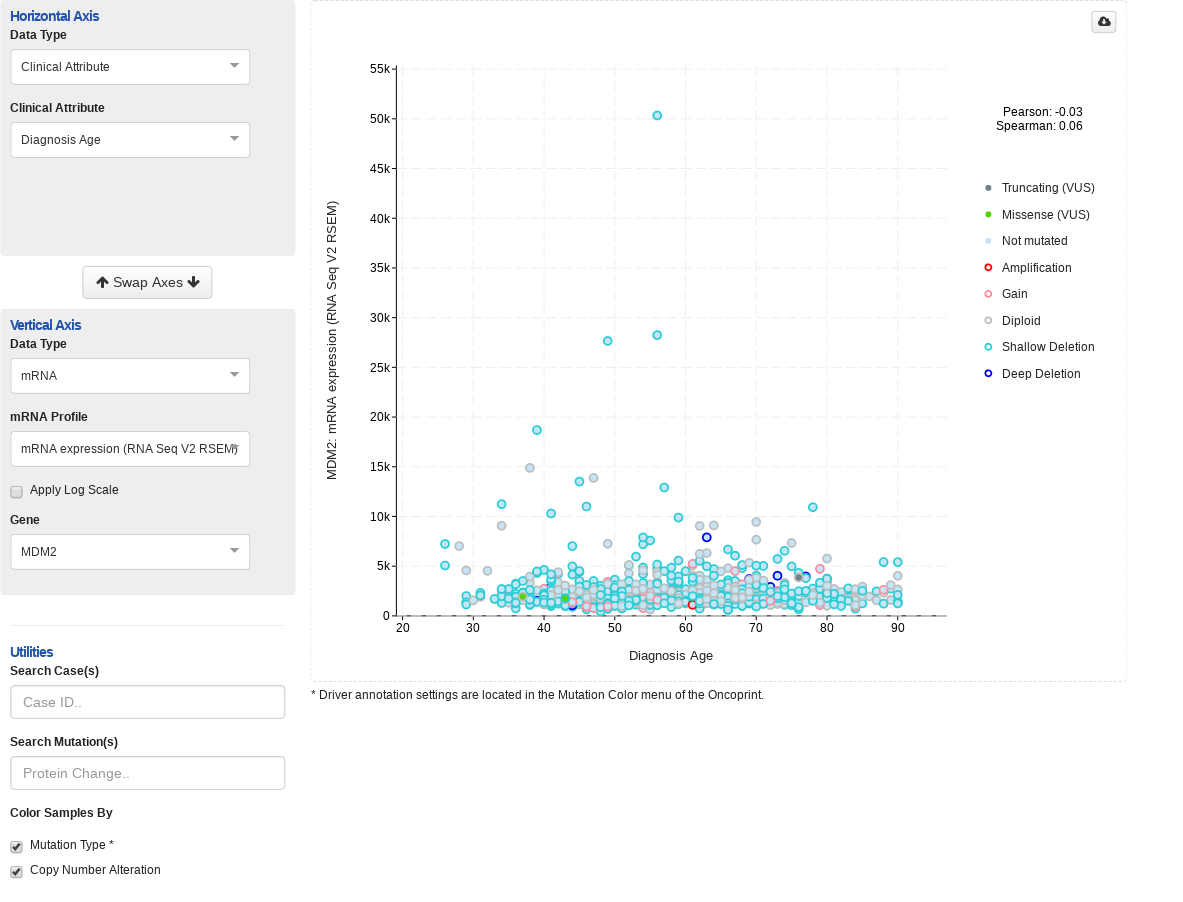 Horizontal Axis
Data Type
Clinical Attribute
Clinical Attribute
Diagnosis Age
Swap Axes
Vertical Axis
Data Type
mRNA
mRNA Profile
mRNA expression (RNA Seq V2 RSEM)
Apply Log Scale
Gene
MDM2
Utilities
Search Case(s)
Case ID..
Search Mutation(s)
Protein Change..
Color Samples By
Mutation Type *
Copy Number Alteration
MDM2: mRNA expression (RNA Seq V2 RSEM)
55k
50k
45k
40k
35k
30k
25k
20k
15k
10k
5k
0
20 30 40 50 60 70 80 90
Diagnosis Age
Pearson: -0.03
Spearman: 0.06
Truncating (VUS)
Missense (VUS)
Not mutated
Amplification
Gain
Diploid
Shallow Deletion
Deep Deletion
* Driver annotation settings are located in the Mutation Color menu of the Oncoprint.